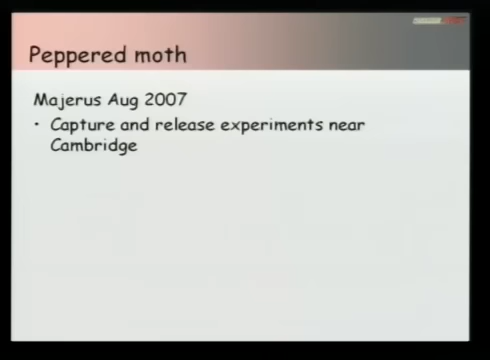 Peppered moth
Majerus Aug 2007
• Capture and release experiments near
Cambridge